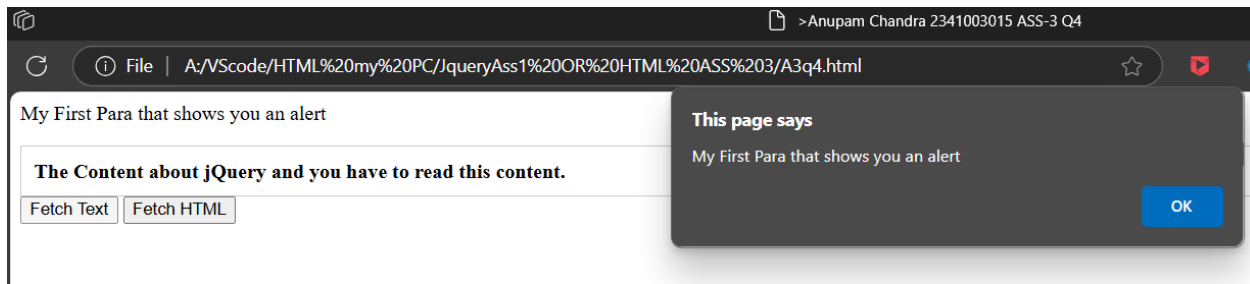 >Anupam Chandra 2341003015 ASS-3 Q4
File | A:/VScode/HTML%20my%20PC/JqueryAss1%20OR%20HTML%20ASS%203/A3q4.html
My First Para that shows you an alert
The Content about jQuery and you have to read this content.
Fetch Text Fetch HTML
This page says
My First Para that shows you an alert
OK